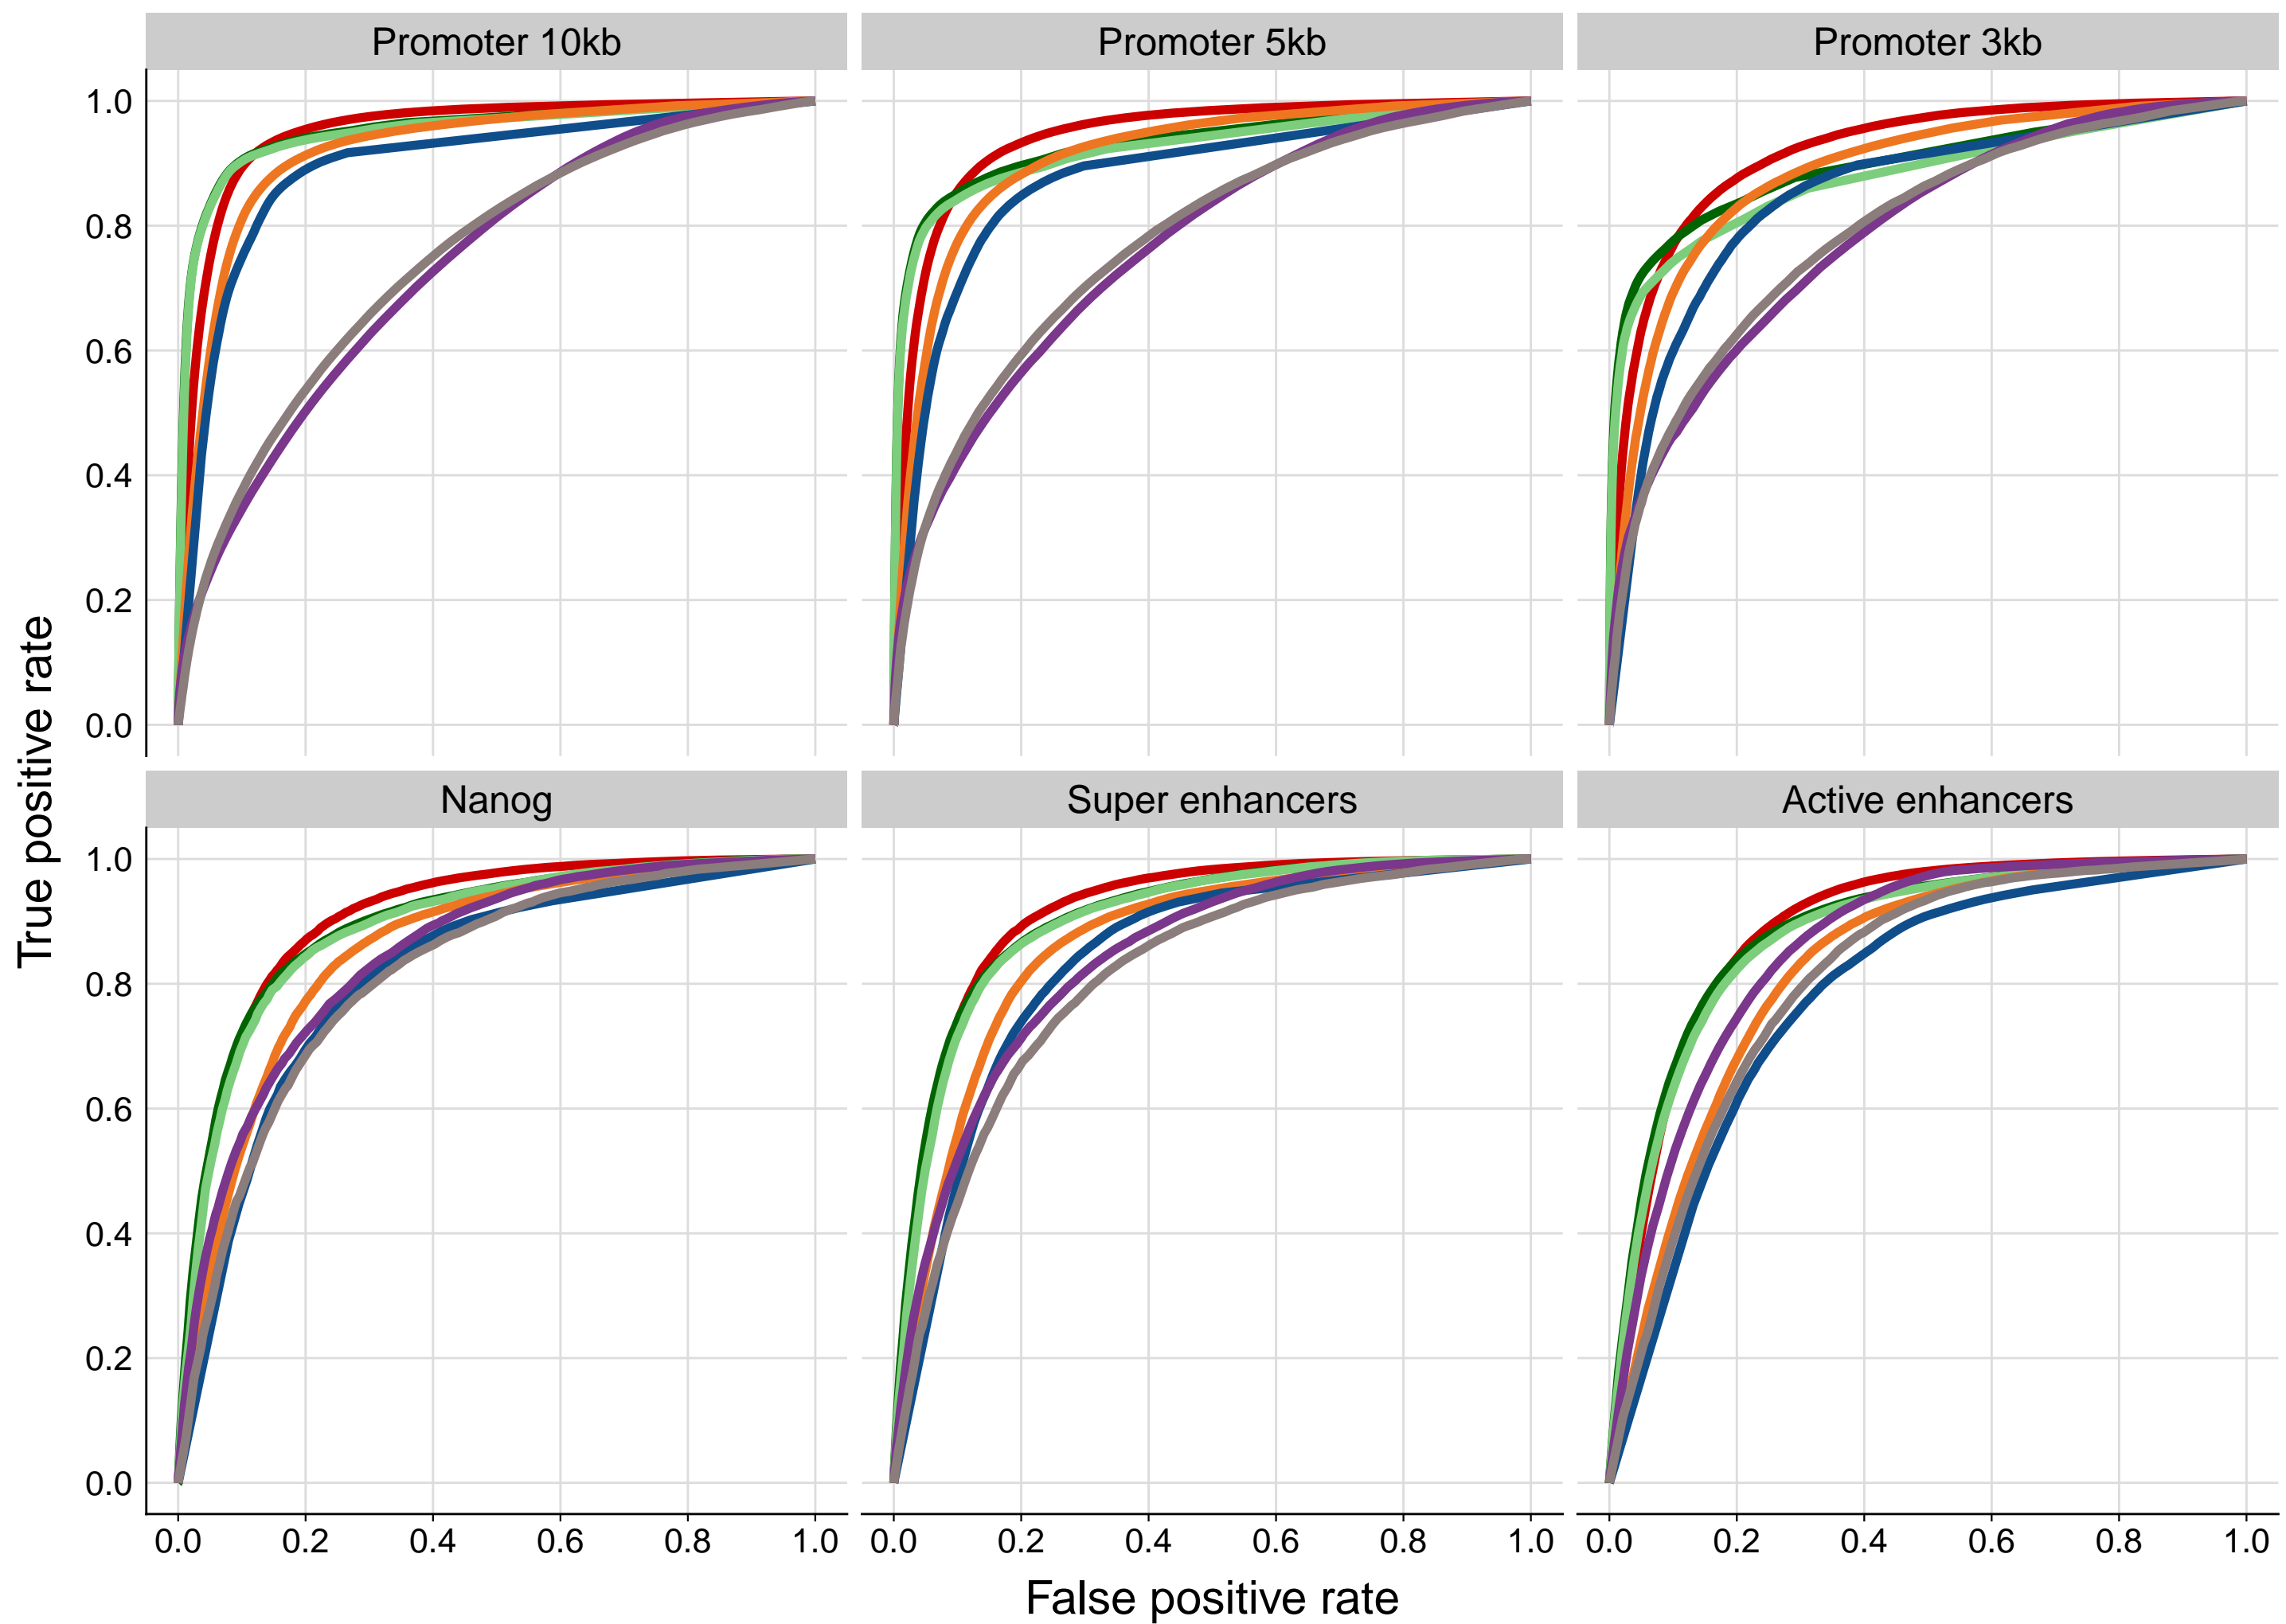 Promoter 10kb
Promoter 5kb
Promoter 3kb
1.0
0.8
0.6
0.4
0.2
0.0
True positive rate
Nanog
Super enhancers
Active enhancers
1.0
0.8
0.6
0.4
0.2
0.0
0.0 0.2 0.4 0.6 0.8 1.0
0.0 0.2 0.4 0.6 0.8 1.0
0.0 0.2 0.4 0.6 0.8 1.0
False positive rate